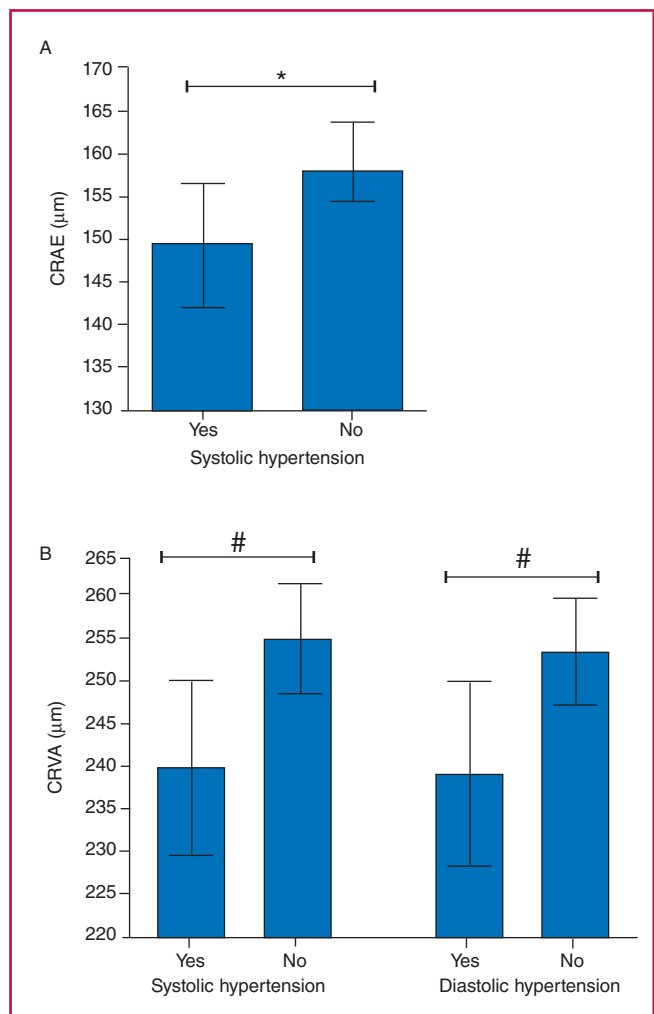 A
170
165
160
155
150
145
140
135
130
CRAE (μm)
*
Yes No
Systolic hypertension
B
265
260
255
250
245
240
235
230
225
220
CRVA (μm)
# #
Yes No Yes No
Systolic hypertension Diastolic hypertension